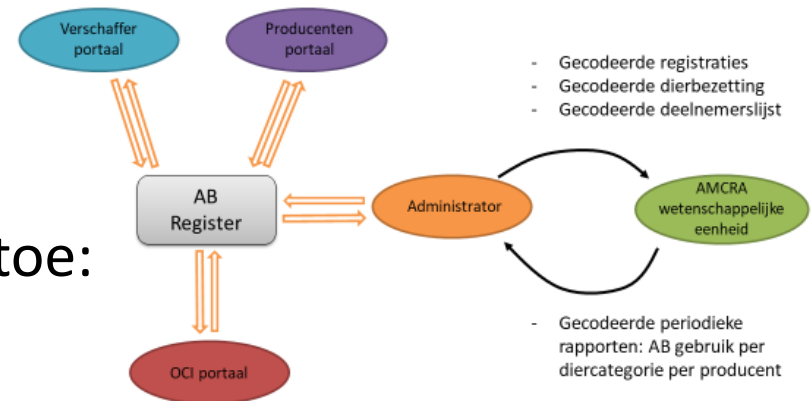 Verschaffer
portaal
Producenten
portaal
- Gecodeerde registraties
- Gecodeerde dierbezetting
- Gecodeerde deelnemerslijst
AB
Register
Administrator
AMCRA
wetenschappelijke
eenheid
toe:
- Gecodeerde periodieke
rapporten: AB gebruik per
diercategorie per producent
OCI portaal